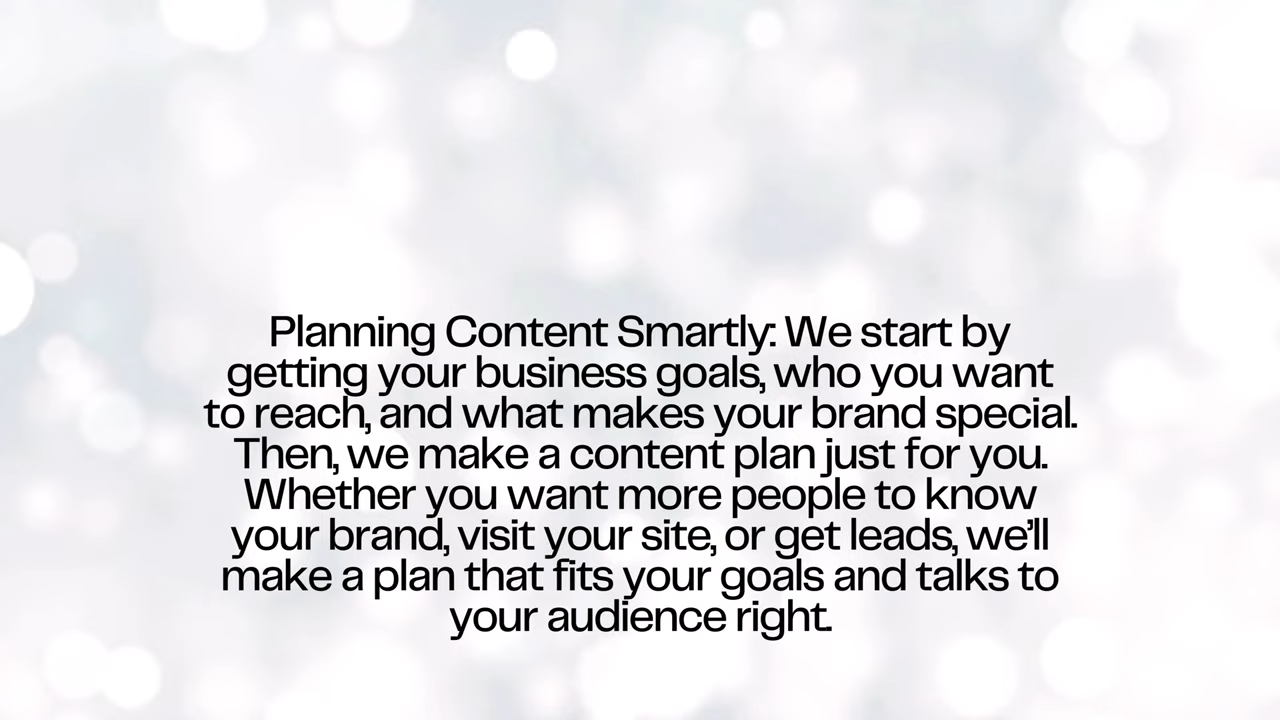 Planning Content Smartly: We start by
getting your business goals, who you want
to reach, and what makes your brand special.
Then, we make a content plan just for you.
Whether you want more people to know
your brand, visit your site, or get leads, we'll
make a plan that fits your goals and talks to
your audience right.